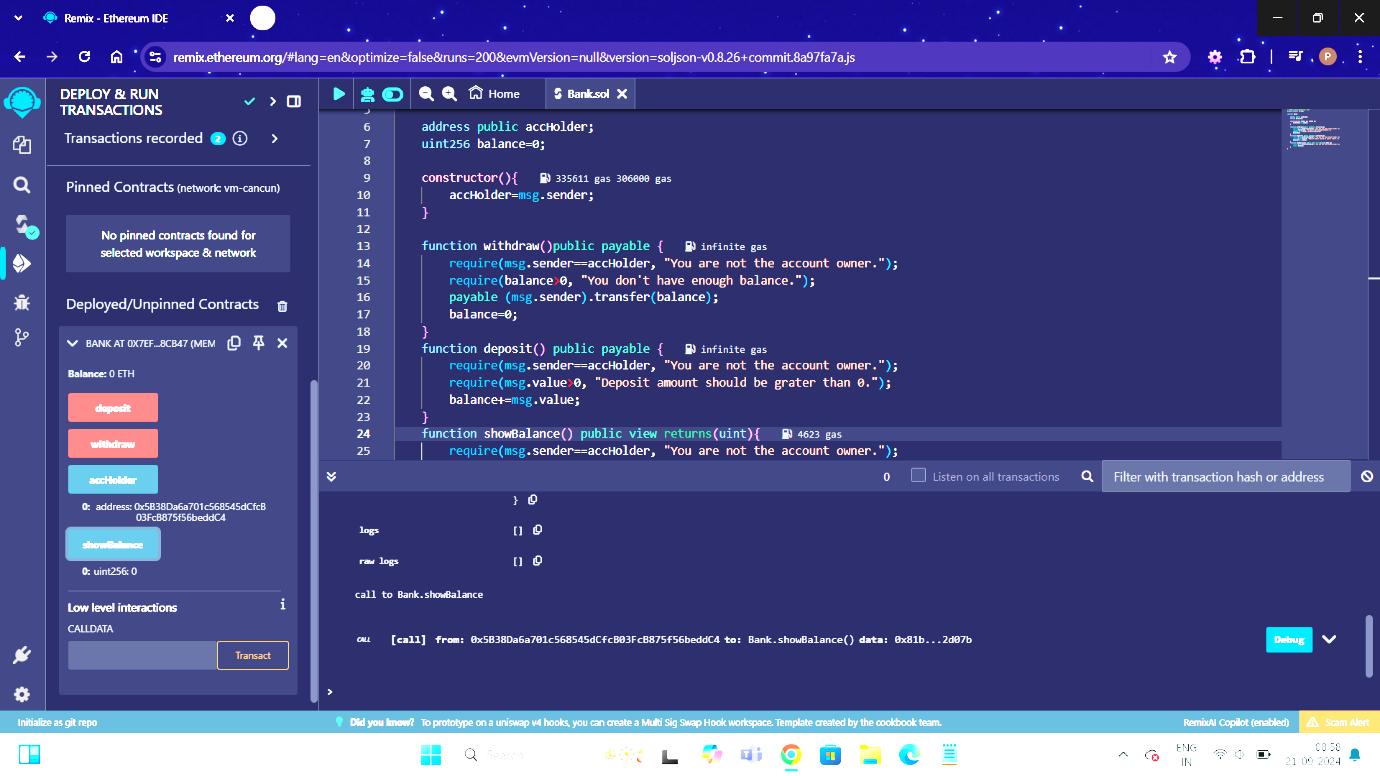 Remix - Ethereum IDE
remix.ethereum.org/#lang=en&optimize=false&runs=200&evmVersion=null&version=soljson-v0.8.26+commit.8a97fa7a.js
P
DEPLOY & RUN
TRANSACTIONS
Transactions recorded 2 i
Pinned Contracts (network: vm-cancun)
No pinned contracts found for
selected workspace & network
Deployed/Unpinned Contracts
BANK AT 0X7EF...8CB47 (MEM
Balance: 0 ETH
deposit
withdraw
accHolder
0: address: 0x5B38Da6a701c568545dCfcB
03FcB875f56beddC4
showBalance
0: uint256: 0
Low level interactions i
CALLDATA
Transact
Home
Bank.sol
5
6 address public accHolder;
7 uint256 balance=0;
8
9 constructor(){ 335611 gas 306000 gas
10 accHolder=msg.sender;
11 }
12
13 function withdraw()public payable { infinite gas
14 require(msg.sender==accHolder, "You are not the account owner.");
15 require(balance>0, "You don't have enough balance.");
16 payable (msg.sender).transfer(balance);
17 balance=0;
18 }
19 function deposit() public payable { infinite gas
20 require(msg.sender==accHolder, "You are not the account owner.");
21 require(msg.value>0, "Deposit amount should be grater than 0.");
22 balance+=msg.value;
23 }
24 function showBalance() public view returns(uint){ 4623 gas
25 require(msg.sender==accHolder, "You are not the account owner.");
0 Listen on all transactions Filter with transaction hash or address
}
logs []
raw logs []
call to Bank.showBalance
CALL [call] from: 0x5B38Da6a701c568545dCfcB03FcB875f56beddC4 to: Bank.showBalance() data: 0x81b...2d07b Debug
>
Initialize as git repo
Did you know? To prototype on a uniswap v4 hooks, you can create a Multi Sig Swap Hook workspace. Template created by the cookbook team.
RemixAI Copilot (enabled)
Scam Alert
Search
ENG
IN
08:58
21-09-2024